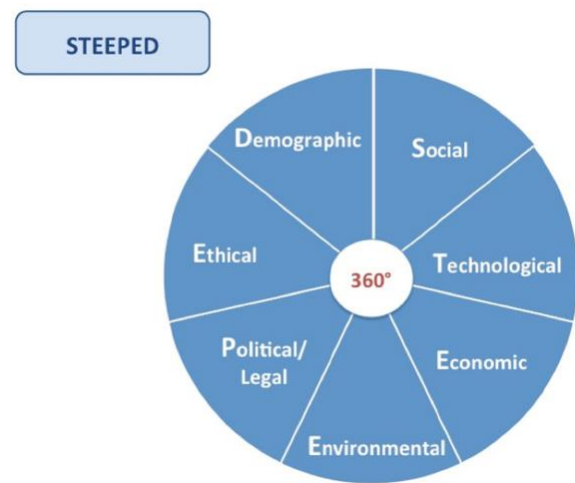 STEEPED
Demographic
Social
Ethical
360°
Technological
Political/
Legal
Economic
Environmental